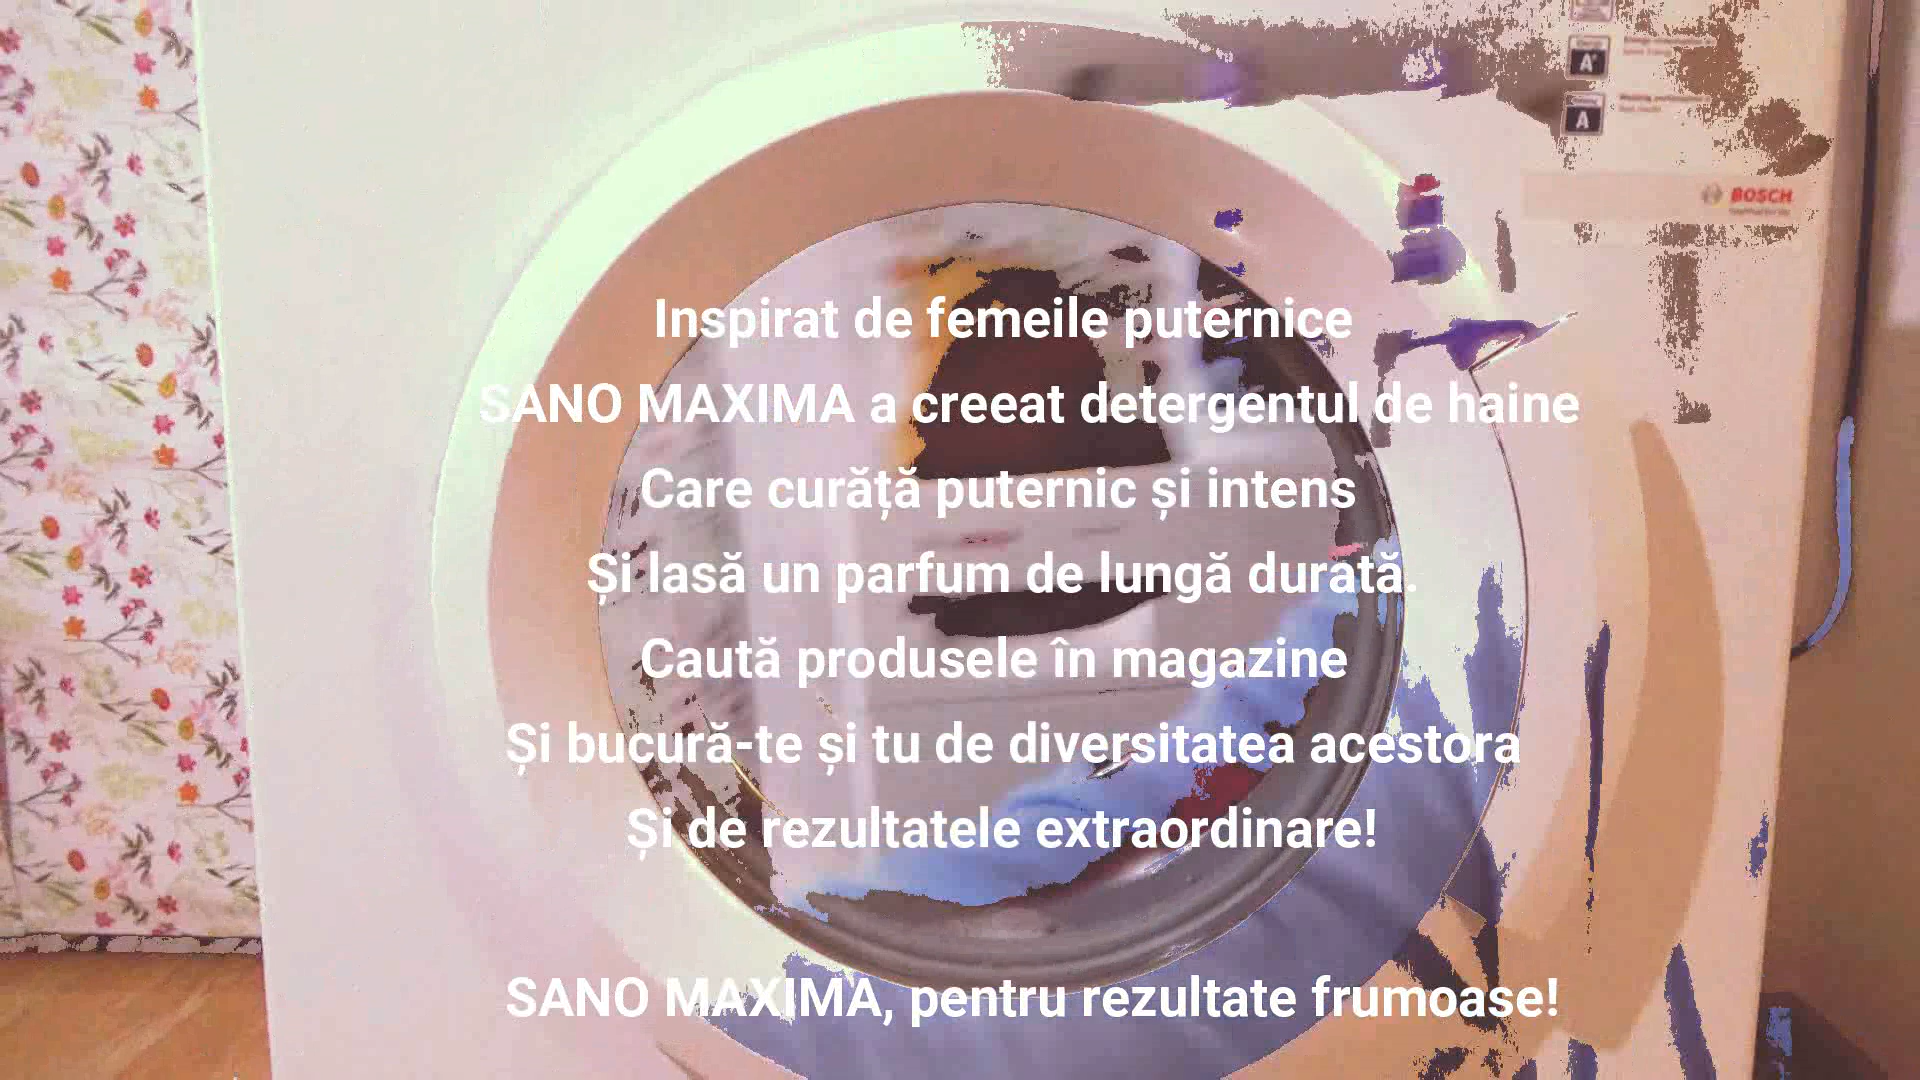 A+
A
BOSCH
Inspirat de femeile puternice
SANO MAXIMA a creeat detergentul de haine
Care curăță puternic și intens
Și lasă un parfum de lungă durată.
Caută produsele în magazine
Și bucură-te și tu de diversitatea acestora
Și de rezultatele extraordinare!
SANO MAXIMA, pentru rezultate frumoase!